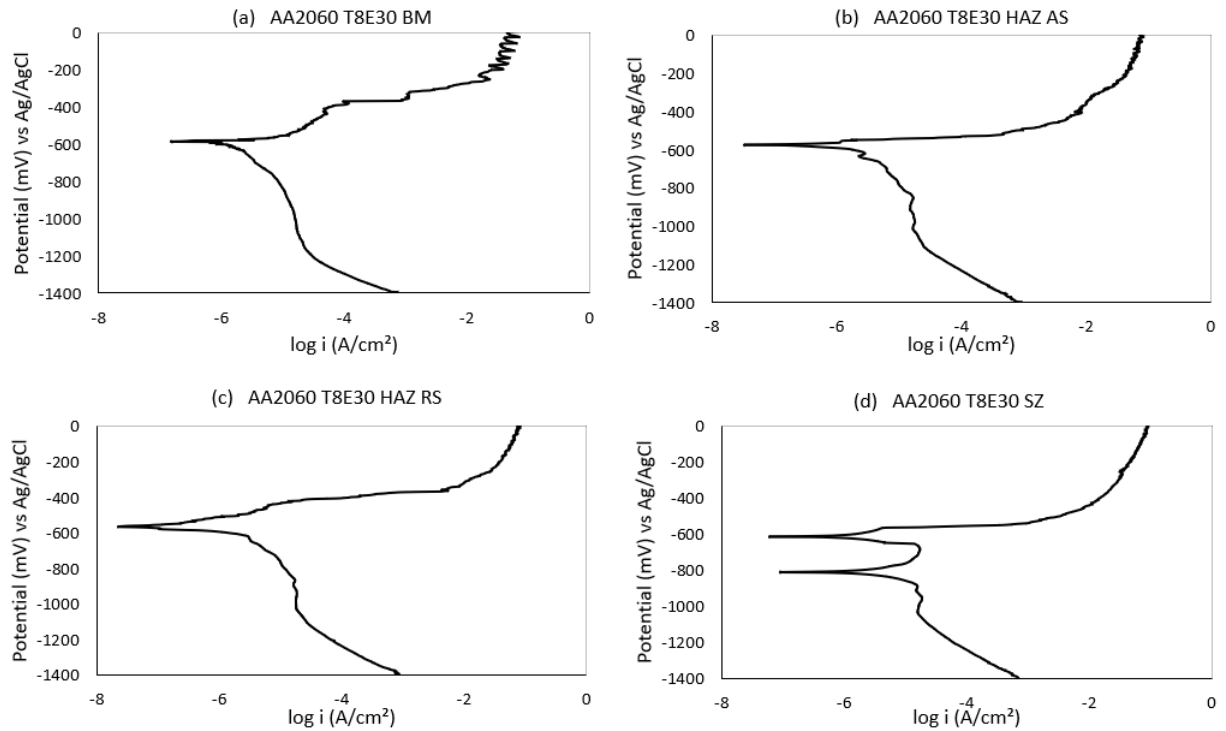 (a) AA2060 T8E30 BM
Potential (mV) vs Ag/AgCl
0
-200
-400
-600
-800
-1000
-1200
-1400
-8 -6 -4 -2 0
log i (A/cm²)
(b) AA2060 T8E30 HAZ AS
Potential (mV) vs Ag/AgCl
0
-200
-400
-600
-800
-1000
-1200
-1400
-8 -6 -4 -2 0
log i (A/cm²)
(c) AA2060 T8E30 HAZ RS
Potential (mV) vs Ag/AgCl
0
-200
-400
-600
-800
-1000
-1200
-1400
-8 -6 -4 -2 0
log i (A/cm²)
(d) AA2060 T8E30 SZ
Potential (mV) vs Ag/AgCl
0
-200
-400
-600
-800
-1000
-1200
-1400
-8 -6 -4 -2 0
log i (A/cm²)